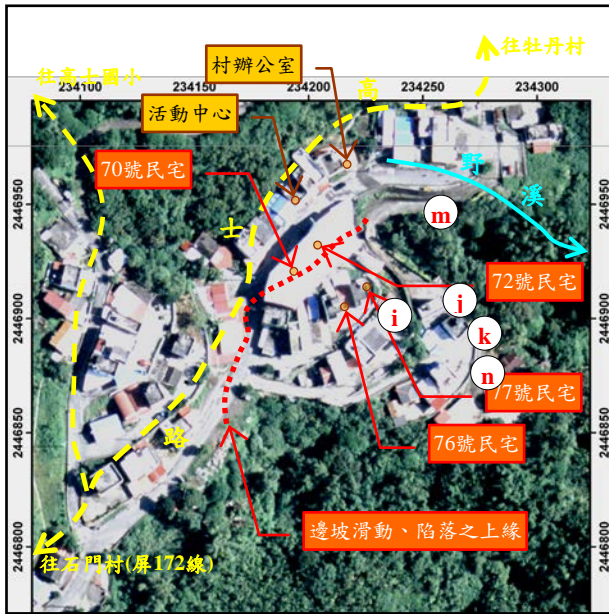 往牡丹村
村辦公室
往高士國小
高
234100
234150
234200
234250
234300
活動中心
70號民宅
野
溪
2446950
2446950
m
士
72號民宅
j
i
k
2446900
2446900
n
77號民宅
76號民宅
路
2446850
2446850
邊坡滑動、陷落之上緣
2446800
2446800
往石門村(屏172線)